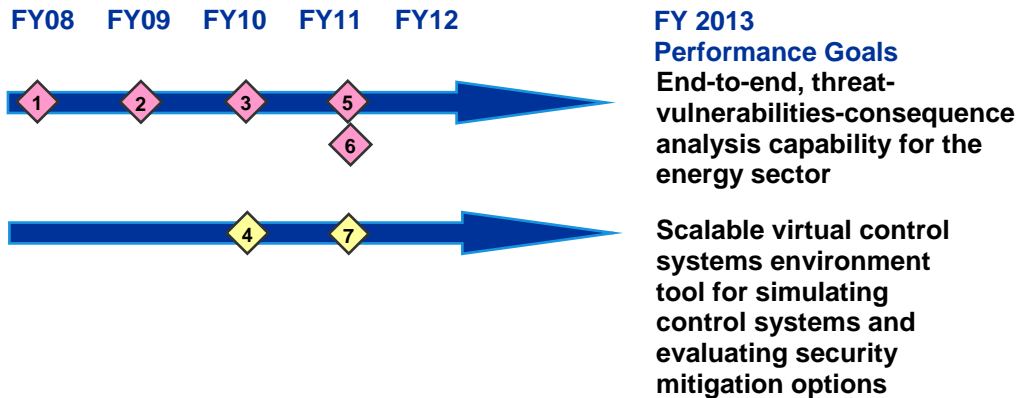 FY08 FY09 FY10 FY11 FY12
FY 2013
Performance Goals
1 2 3 5
6
End-to-end, threat-
vulnerabilities-consequence
analysis capability for the
energy sector
4 7
Scalable virtual control
systems environment
tool for simulating
control systems and
evaluating security
mitigation options